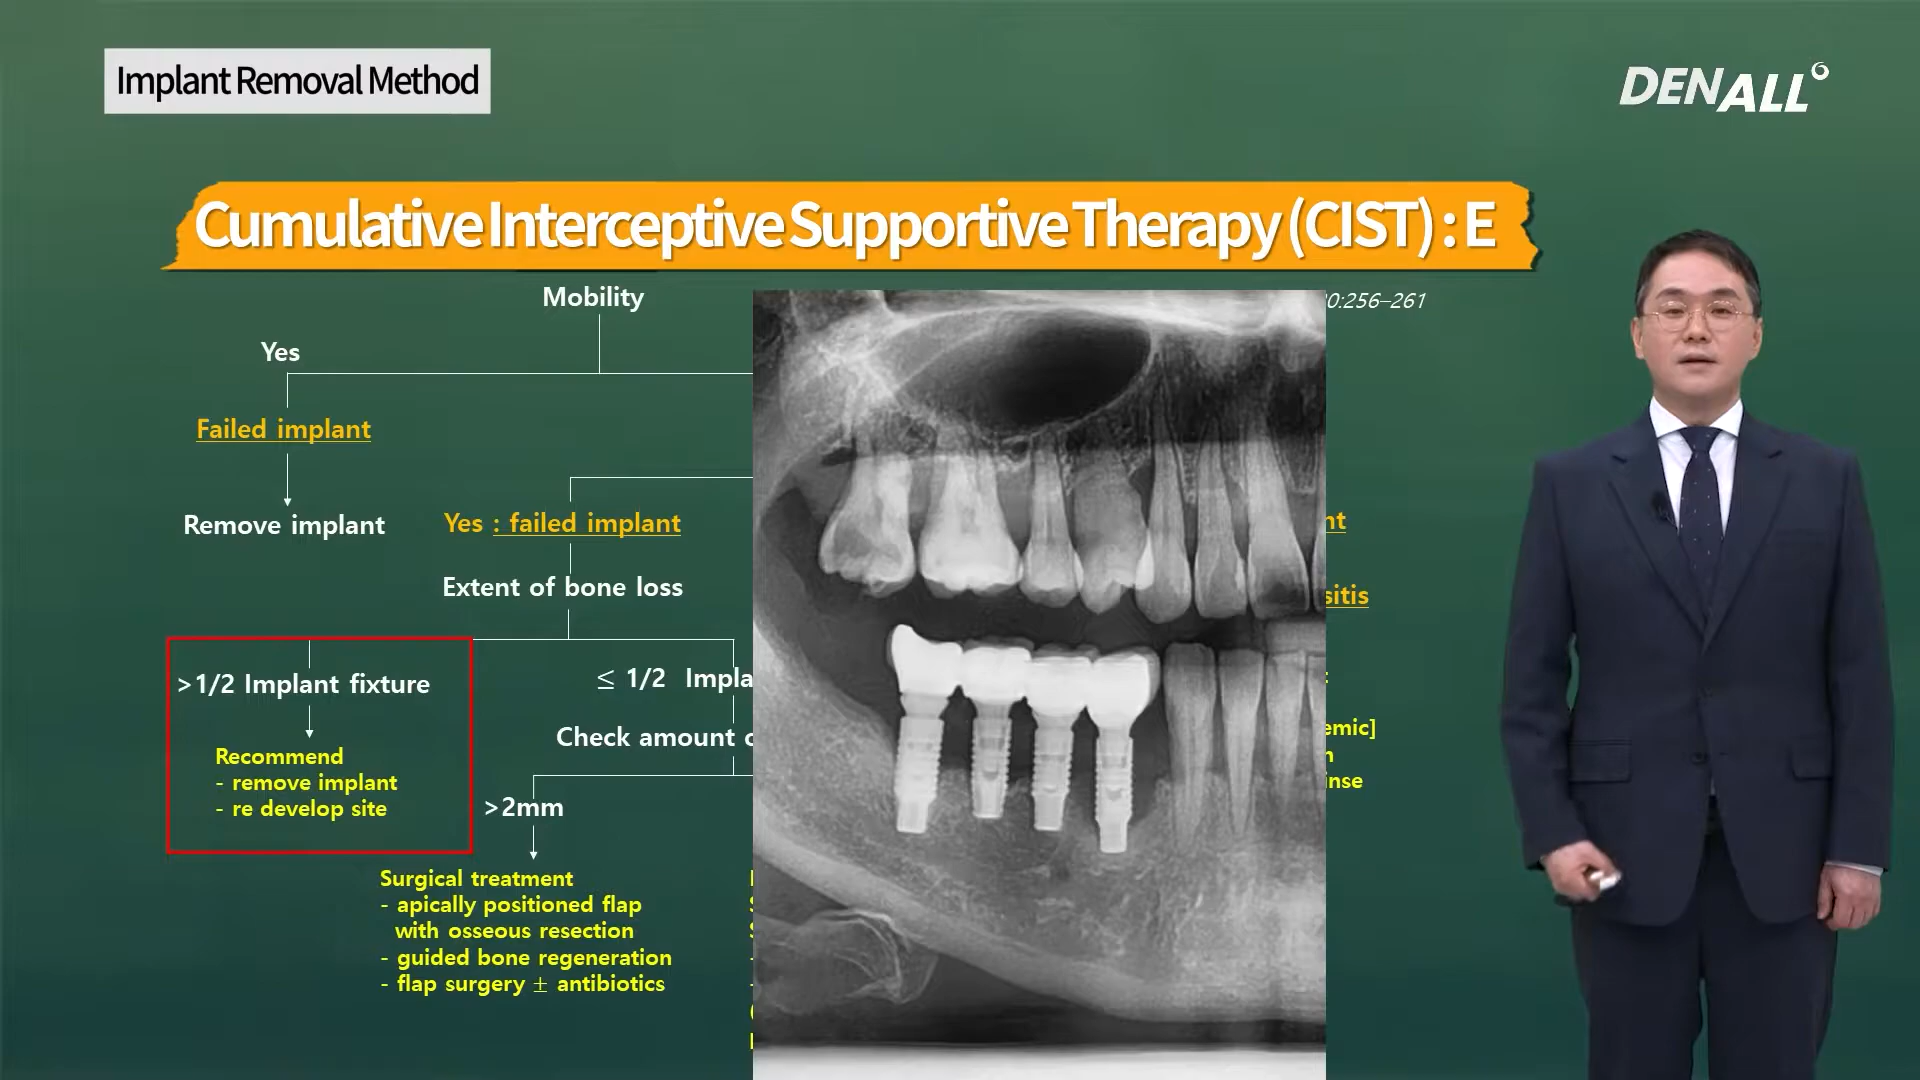 Implant Removal Method
DENALL
Cumulative Interceptive Supportive Therapy (CIST) : E
Mobility
0:256–261
Yes
Failed implant
Remove implant
Yes : failed implant
nt
Extent of bone loss
sitis
>1/2 Implant fixture
≤ 1/2 Impla
:
Check amount
emic]
n
inse
Recommend
- remove implant
- re develop site
>2mm
Surgical treatment
- apically positioned flap
with osseous resection
- guided bone regeneration
- flap surgery ± antibiotics